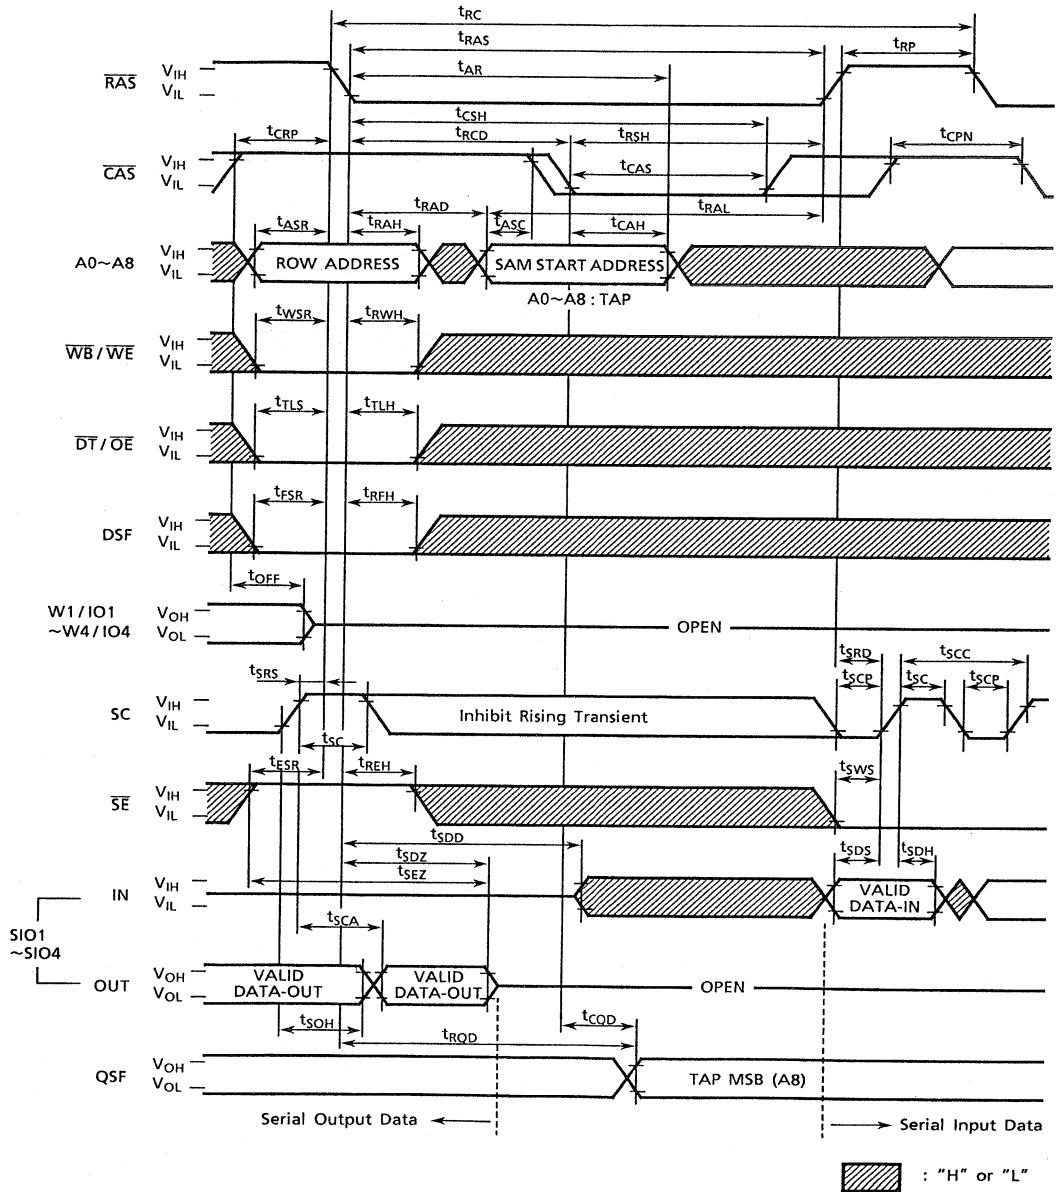 tRC
tRAS tRP
RAS VIH
VIL
tAR
tCSH
tCRP tRCD tRSH tCPN
CAS VIH
VIL
tCAS
tRAD tRAL
tASR tRAH tASC tCAH
A0~A8 VIH
VIL
ROW ADDRESS SAM START ADDRESS
A0~A8 : TAP
tWSR tRWH
WB / WE VIH
VIL
tTLS tTLH
DT / OE VIH
VIL
tFSR tRFH
DSF VIH
VIL
tOFF
W1 / IO1
~W4 / IO4
VOH
VOL
OPEN
tSRD tSCC
tSRS tSCP tSC tSCP
SC VIH
VIL
Inhibit Rising Transient
tSC
tESR tREH tSWS
SE VIH
VIL
tSDD
tSDZ tSDS tSDH
tSEZ
IN VIH
VIL
VALID
DATA-IN
SIO1
~SIO4
tSCA
OUT VOH
VOL
VALID
DATA-OUT
VALID
DATA-OUT
OPEN
tSOH tRQD tCQD
QSF VOH
VOL
TAP MSB (A8)
Serial Output Data Serial Input Data
: "H" or "L"